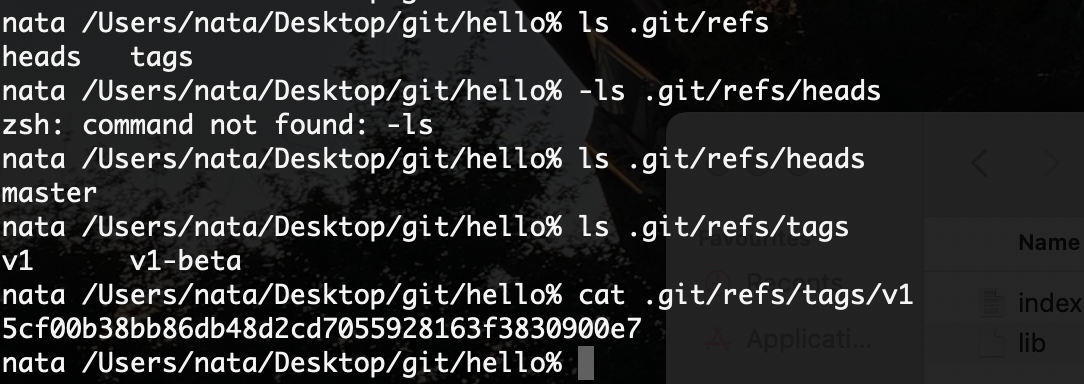 nata /Users/nata/Desktop/git/hello% ls .git/refs
heads   tags
nata /Users/nata/Desktop/git/hello% -ls .git/refs/heads
zsh: command not found: -ls
nata /Users/nata/Desktop/git/hello% ls .git/refs/heads
master
nata /Users/nata/Desktop/git/hello% ls .git/refs/tags
Favourites
Name
v1      v1-beta
Recents
nata /Users/nata/Desktop/git/hello% cat .git/refs/tags/v1
index
5cf00b38bb86db48d2cd7055928163f3830900e7
Applicati...
lib
nata /Users/nata/Desktop/git/hello%